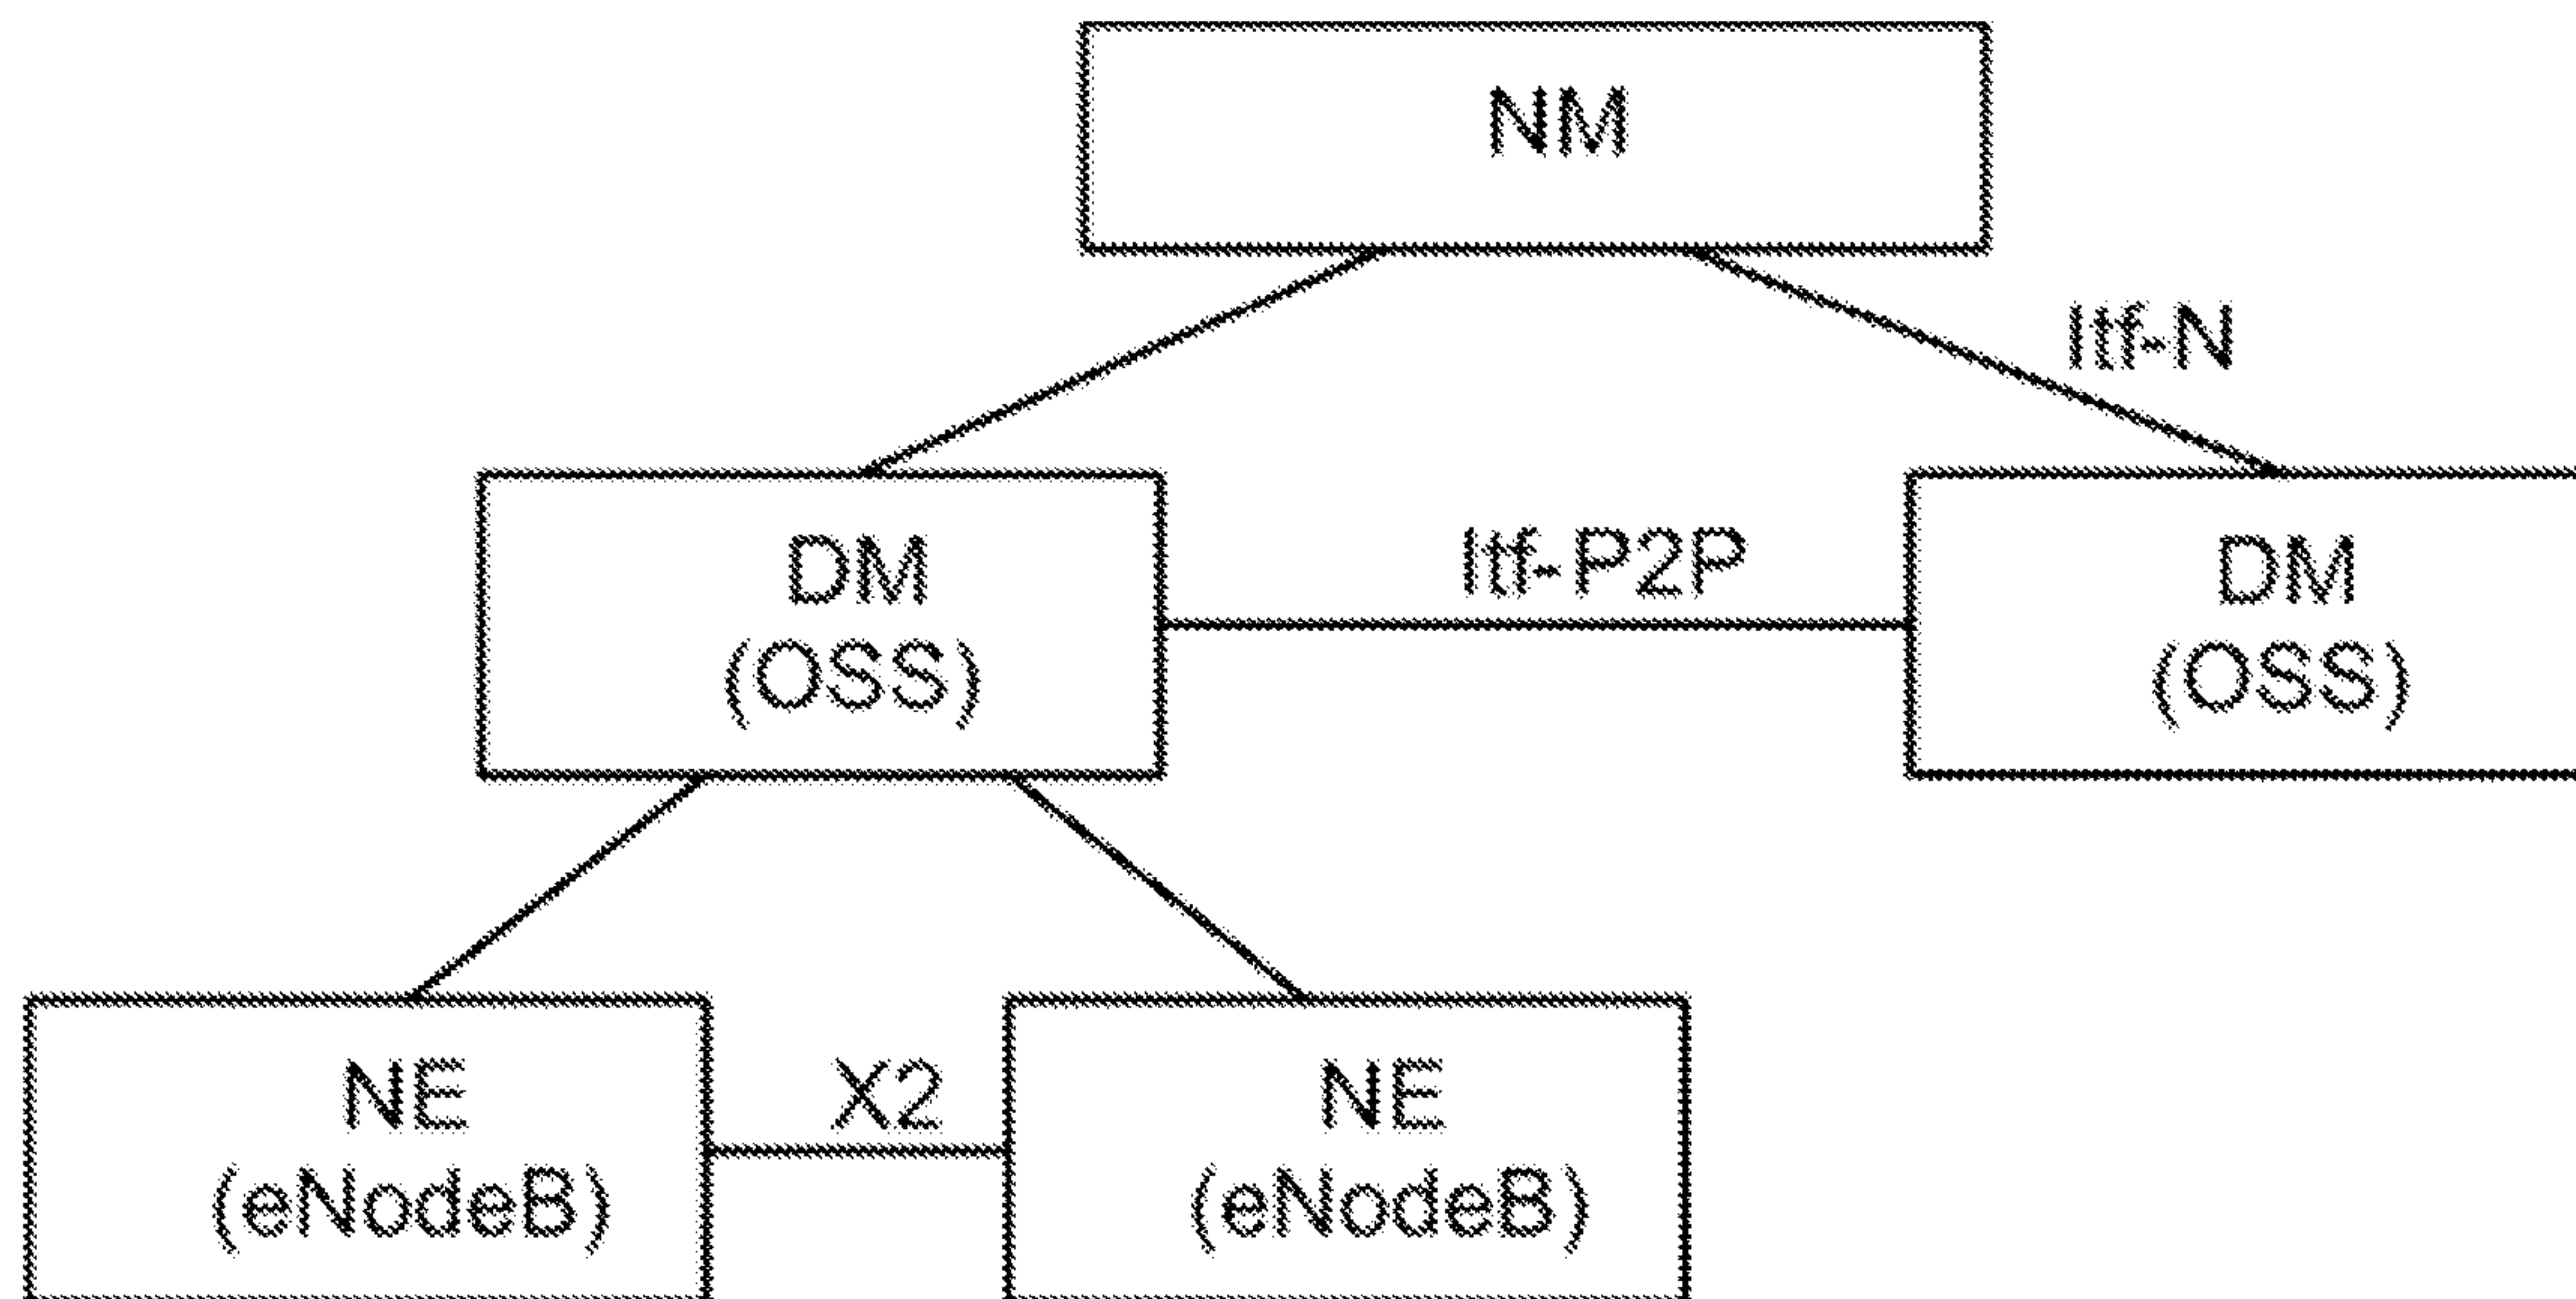 NM
Itf-N
DM
(OSS)
Itf-P2P
DM
(OSS)
NE
(eNodeB)
X2
NE
(eNodeB)